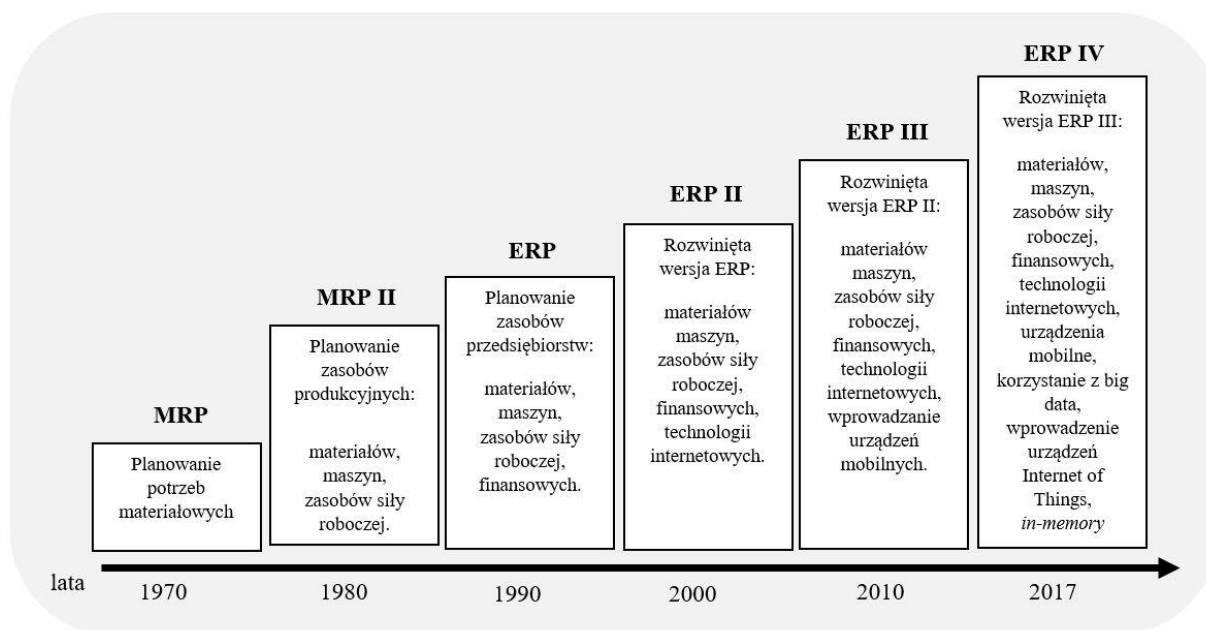 MRP
Planowanie
potrzeb
materiałowych
MRP II
Planowanie
zasobów
produkcyjnych:
materiałów,
maszyn,
zasobów siły
roboczej.
ERP
Planowanie
zasobów
przedsiębiorstw:
materiałów,
maszyn,
zasobów siły
roboczej,
finansowych.
ERP II
Rozwinięta
wersja ERP:
materiałów
maszyn,
zasobów siły
roboczej,
finansowych,
technologii
internetowych.
ERP III
Rozwinięta
wersja ERP II:
materiałów
maszyn,
zasobów siły
roboczej,
finansowych,
technologii
internetowych,
wprowadzanie
urządzeń
mobilnych.
ERP IV
Rozwinięta
wersja ERP III:
materiałów,
maszyn,
zasobów siły
roboczej,
finansowych,
technologii
internetowych,
urządzenia
mobilne,
korzystanie z big
data,
wprowadzenie
urządzeń
Internet of
Things,
in-memory
lata
1970
1980
1990
2000
2010
2017